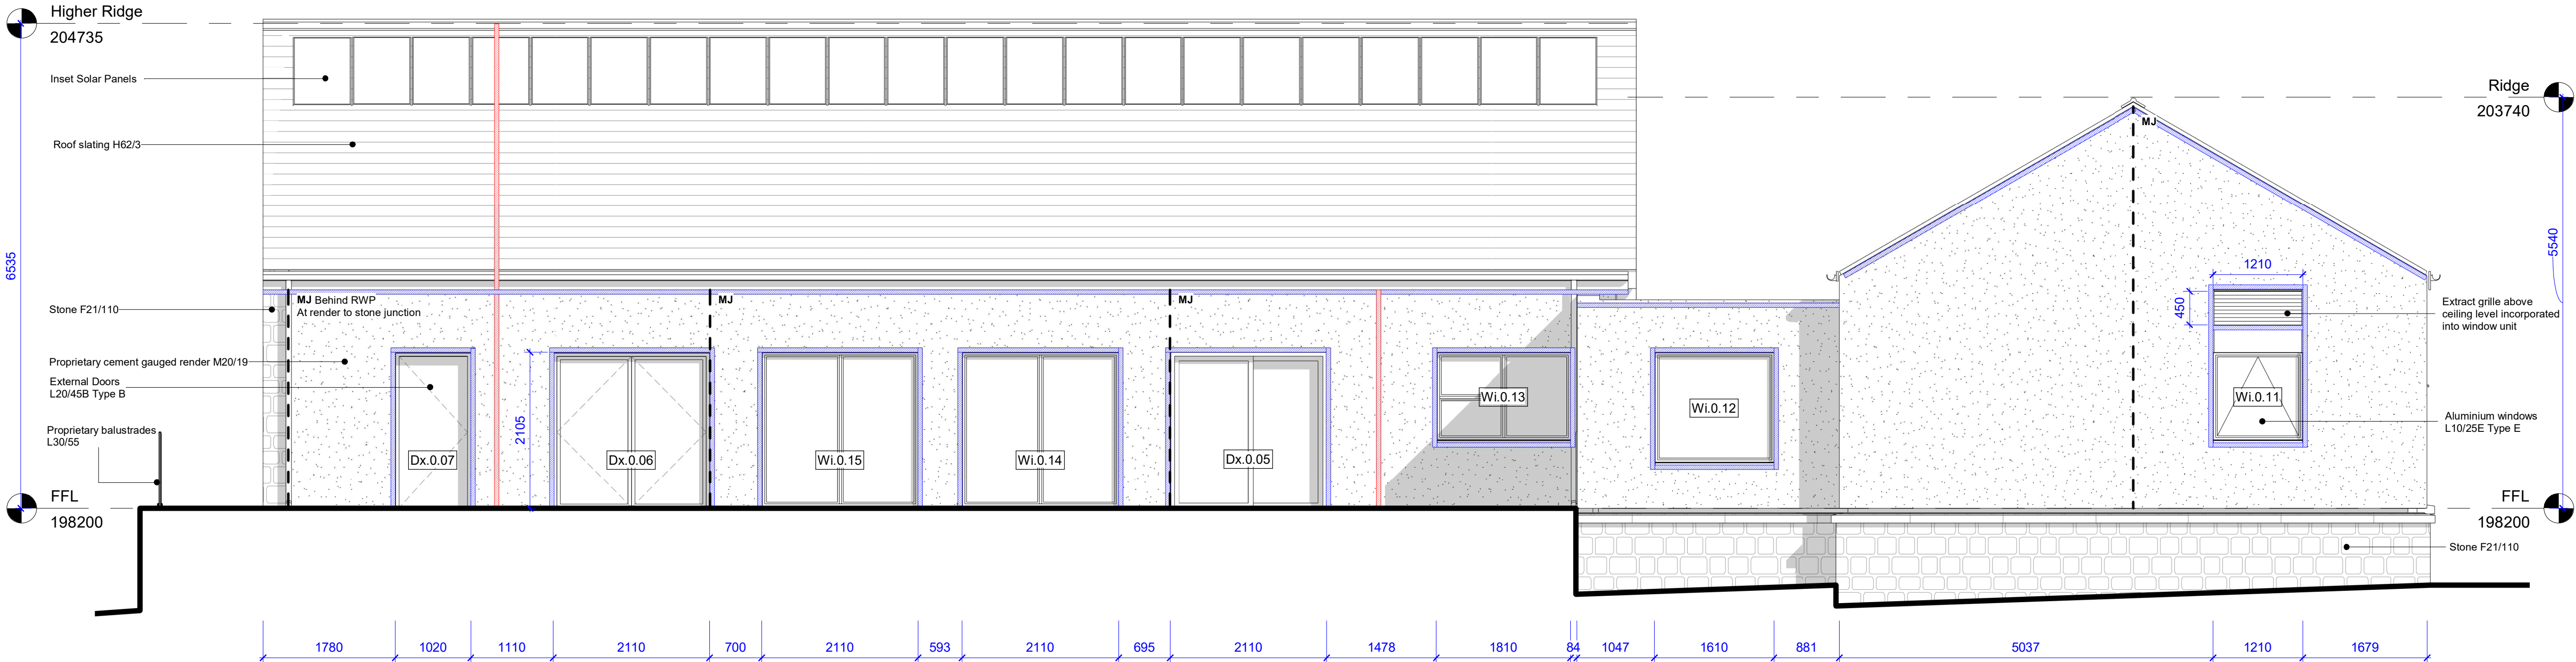 Higher Ridge
204735
Inset Solar Panels
Roof slating H62/3
6535
Stone F21/110
Proprietary cement gauged render M20/19
External Doors
L20/45B Type B
Proprietary balustrades
L30/55
FFL
198200
MJ Behind RWP
At render to stone junction
MJ
MJ
MJ
2105
Dx.0.07
Dx.0.06
Wi.0.15
Wi.0.14
Dx.0.05
Wi.0.13
Wi.0.12
Wi.0.11
1210
450
Ridge
203740
5540
Extract grille above
ceiling level incorporated
into window unit
Aluminium windows
L10/25E Type E
FFL
198200
Stone F21/110
1780 1020 1110 2110 700 2110 593 2110 695 2110 1478 1810 84 1047 1610 881 5037 1210 1679